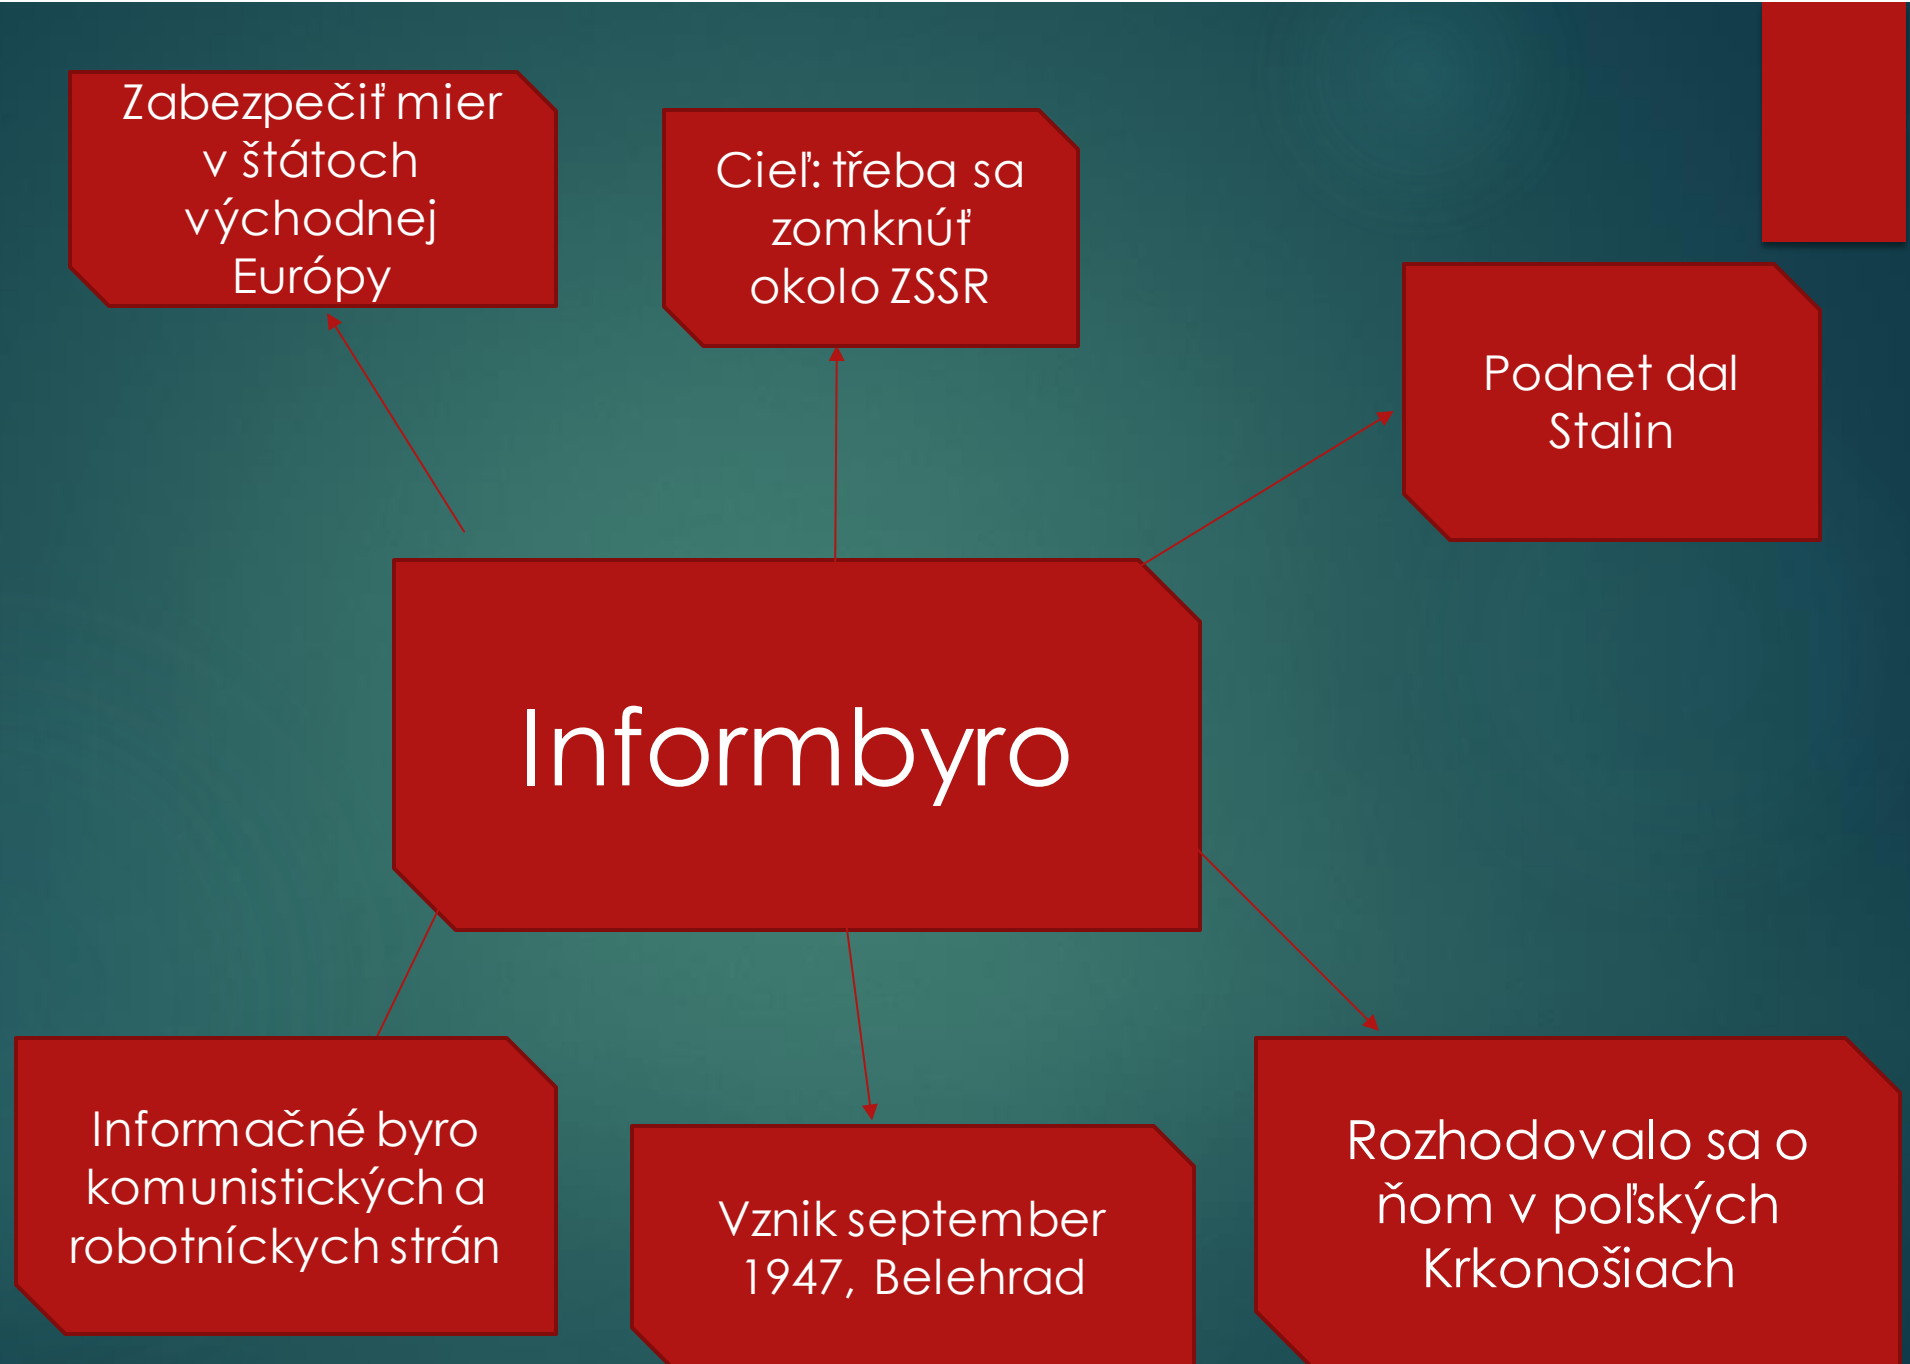 Zabezpečiť mier
v štátoch
východnej
Európy
Cieľ: třeba sa
zomknúť
okolo ZSSR
Podnet dal
Stalin
Informbyro
Informačné byro
komunistických a
robotníckych strán
Vznik september
1947, Belehrad
Rozhodovalo sa o
ňom v poľských
Krkonošiach